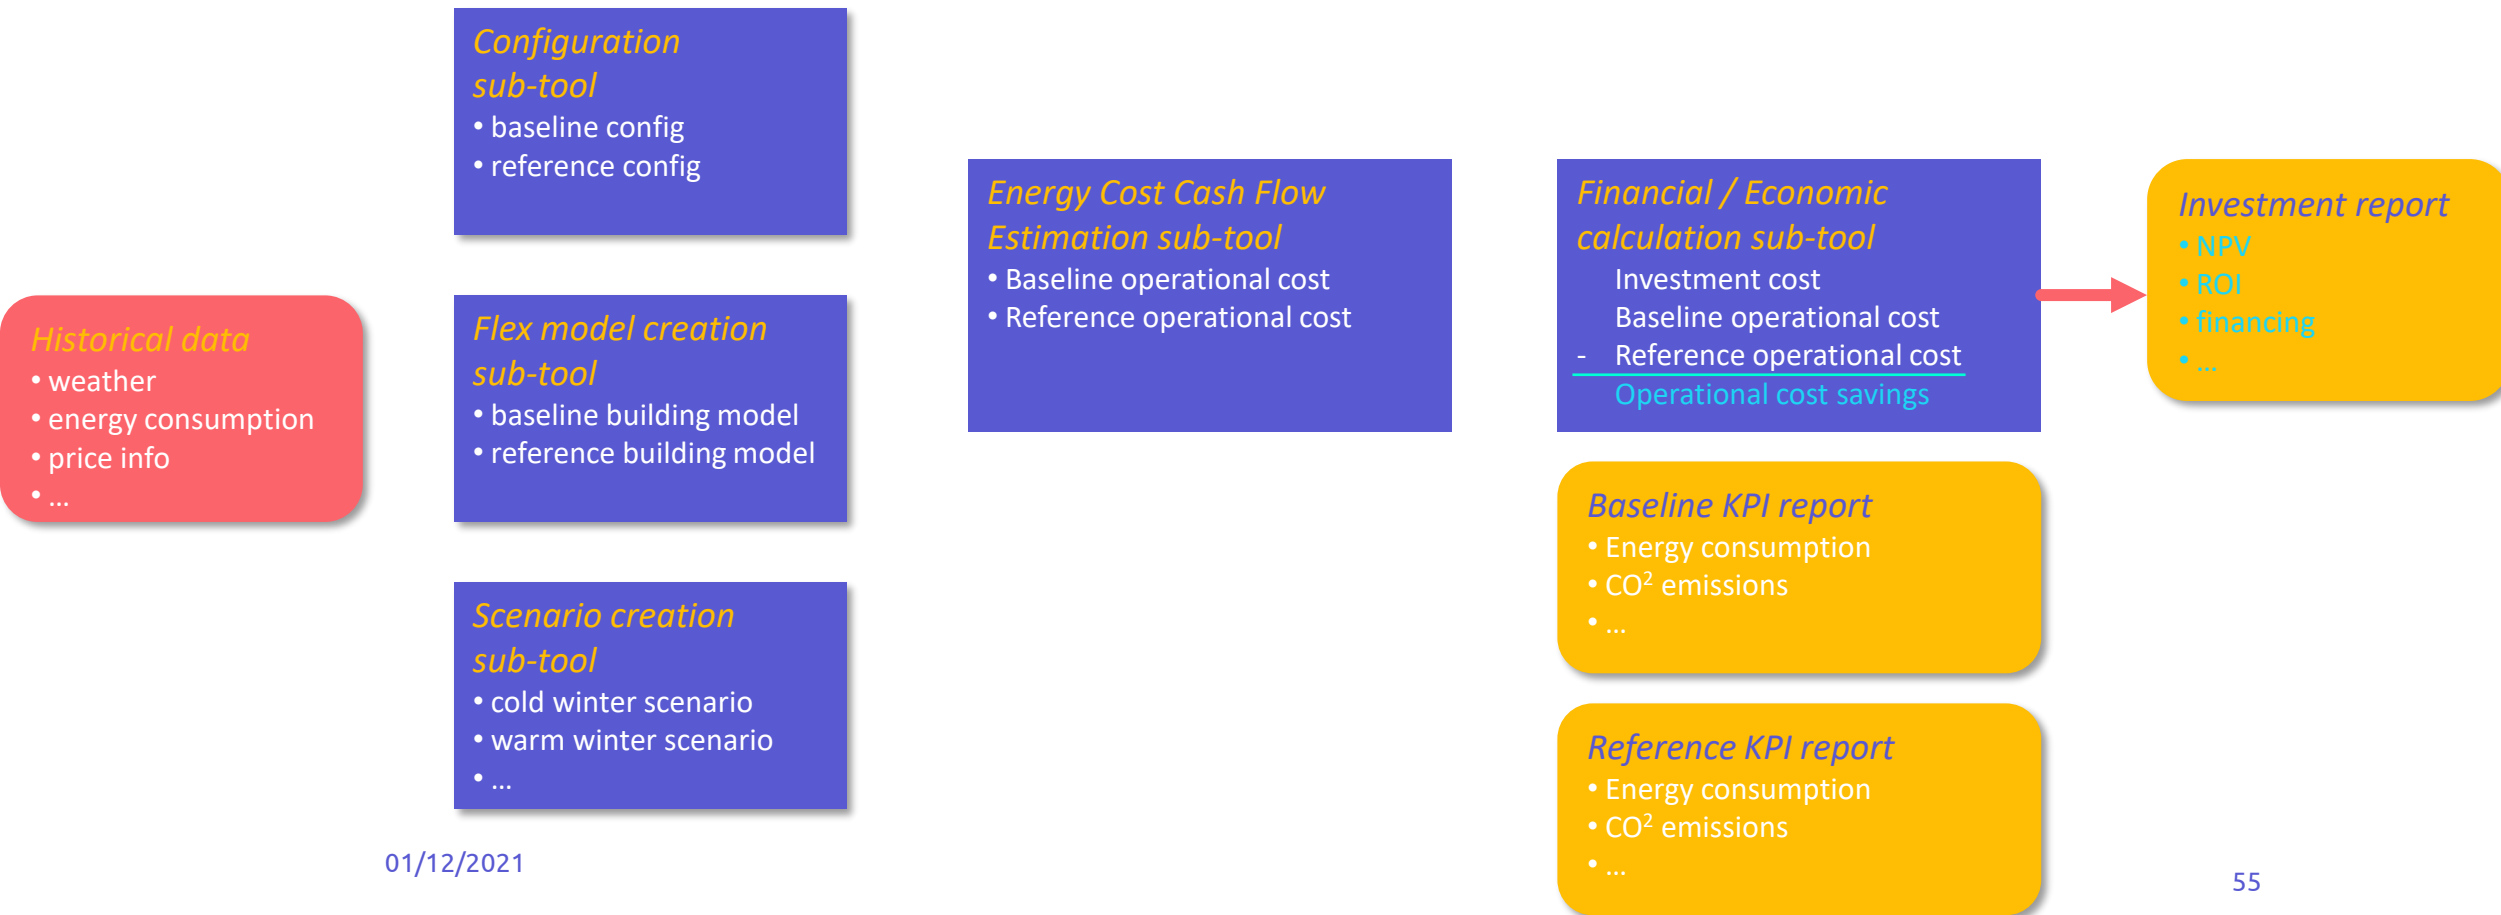 Configuration
sub-tool
• baseline config
• reference config
Historical data
• weather
• energy consumption
• price info
• ...
Flex model creation
sub-tool
• baseline building model
• reference building model
Scenario creation
sub-tool
• cold winter scenario
• warm winter scenario
• ...
Energy Cost Cash Flow
Estimation sub-tool
• Baseline operational cost
• Reference operational cost
Financial / Economic
calculation sub-tool
Investment cost
Baseline operational cost
- Reference operational cost
Operational cost savings
Investment report
• NPV
• ROI
• financing
• ...
Baseline KPI report
• Energy consumption
• CO² emissions
• ...
Reference KPI report
• Energy consumption
• CO² emissions
• ...
01/12/2021
55